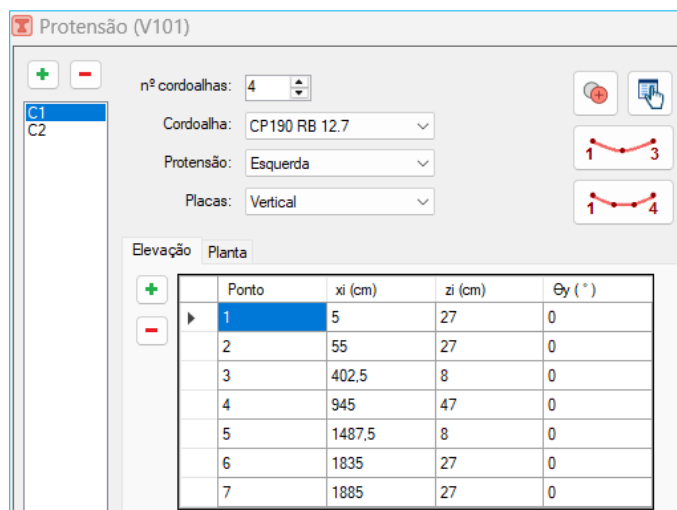 Protensão (V101)
nº cordoalhas: 4
C1
C2
Cordoalha: CP190 RB 12.7
Protensão: Esquerda
1 3
Placas: Vertical
1 4
Elevação Planta
Ponto xi (cm) zi (cm) Θy ( ° )
1 5 27 0
2 55 27 0
3 402,5 8 0
4 945 47 0
5 1487,5 8 0
6 1835 27 0
7 1885 27 0